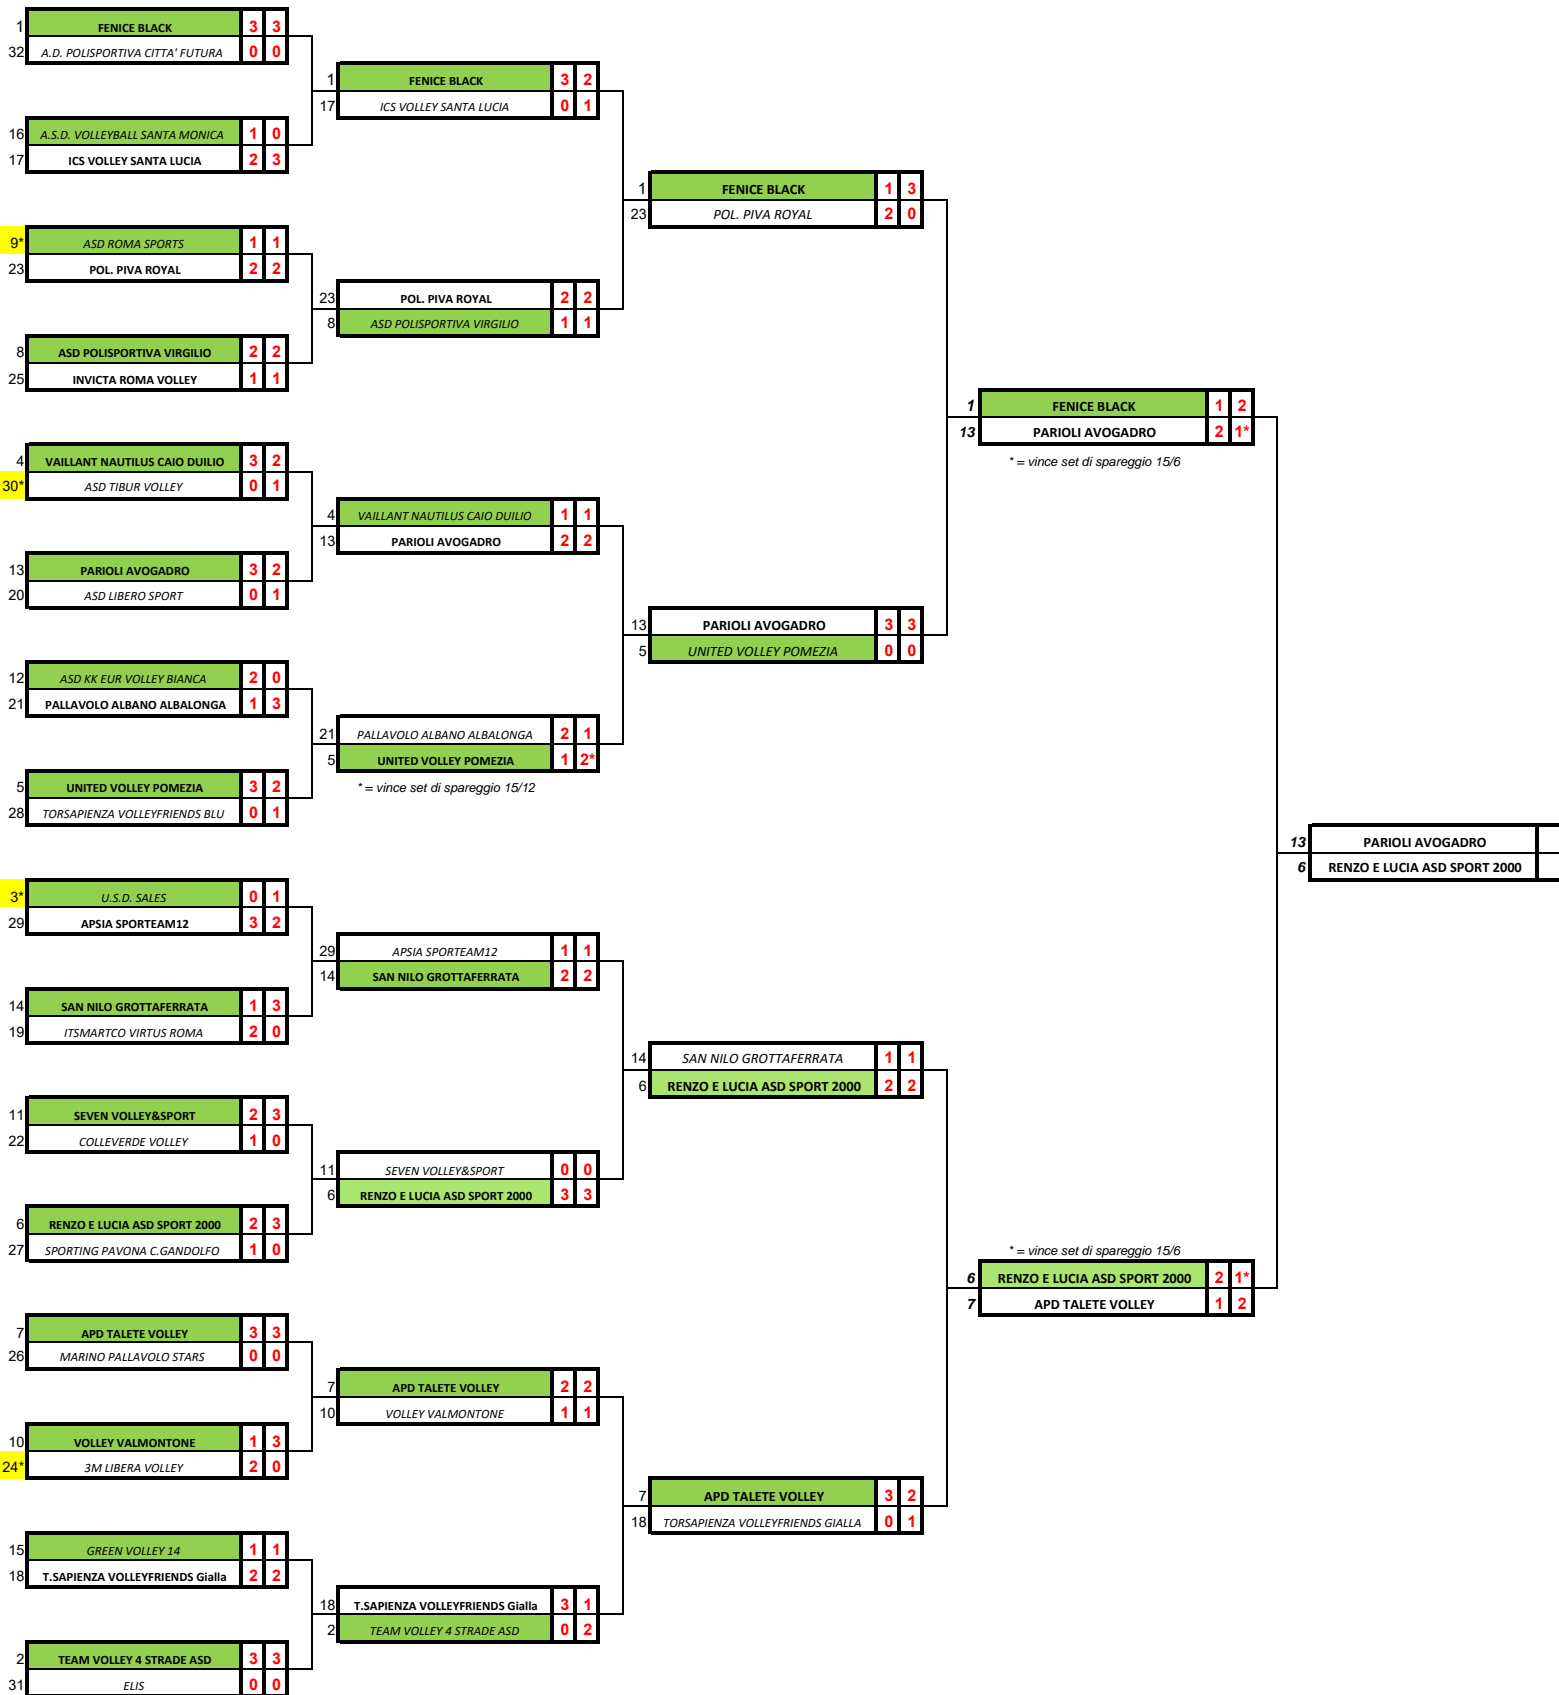 1 FENICE BLACK 3 3
32 A.D. POLISPORTIVA CITTA' FUTURA 0 0
16 A.S.D. VOLLEYBALL SANTA MONICA 1 0
17 ICS VOLLEY SANTA LUCIA 2 3
9* ASD ROMA SPORTS 1 1
23 POL. PIVA ROYAL 2 2
8 ASD POLISPORTIVA VIRGILIO 2 2
25 INVICTA ROMA VOLLEY 1 1
4 VAILLANT NAUTILUS CAIO DUILIO 3 2
30* ASD TIBUR VOLLEY 0 1
13 PARIOLI AVOGADRO 3 2
20 ASD LIBERO SPORT 0 1
12 ASD KK EUR VOLLEY BIANCA 2 0
21 PALLAVOLO ALBANO ALBALONGA 1 3
5 UNITED VOLLEY POMEZIA 3 2
28 TORSAPIENZA VOLLEYFRIENDS BLU 0 1
3* U.S.D. SALES 0 1
29 APSIA SPORTEAM12 3 2
14 SAN NILO GROTTAFERRATA 1 3
19 ITSMARTCO VIRTUS ROMA 2 0
11 SEVEN VOLLEY&SPORT 2 3
22 COLLEVERDE VOLLEY 1 0
6 RENZO E LUCIA ASD SPORT 2000 2 3
27 SPORTING PAVONA C.GANDOLFO 1 0
7 APD TALETE VOLLEY 3 3
26 MARINO PALLAVOLO STARS 0 0
10 VOLLEY VALMONTONE 1 3
24* 3M LIBERA VOLLEY 2 0
15 GREEN VOLLEY 14 1 1
18 T.SAPIENZA VOLLEYFRIENDS Gialla 2 2
2 TEAM VOLLEY 4 STRADE ASD 3 3
31 ELIS 0 0
1 FENICE BLACK 3 2
17 ICS VOLLEY SANTA LUCIA 0 1
23 POL. PIVA ROYAL 2 2
8 ASD POLISPORTIVA VIRGILIO 1 1
4 VAILLANT NAUTILUS CAIO DUILIO 1 1
13 PARIOLI AVOGADRO 2 2
21 PALLAVOLO ALBANO ALBALONGA 2 1
5 UNITED VOLLEY POMEZIA 1 2*
* = vince set di spareggio 15/12
29 APSIA SPORTEAM12 1 1
14 SAN NILO GROTTAFERRATA 2 2
11 SEVEN VOLLEY&SPORT 0 0
6 RENZO E LUCIA ASD SPORT 2000 3 3
7 APD TALETE VOLLEY 2 2
10 VOLLEY VALMONTONE 1 1
18 T.SAPIENZA VOLLEYFRIENDS Gialla 3 1
2 TEAM VOLLEY 4 STRADE ASD 0 2
1 FENICE BLACK 1 3
23 POL. PIVA ROYAL 2 0
13 PARIOLI AVOGADRO 3 3
5 UNITED VOLLEY POMEZIA 0 0
14 SAN NILO GROTTAFERRATA 1 1
6 RENZO E LUCIA ASD SPORT 2000 2 2
7 APD TALETE VOLLEY 3 2
18 TORSAPIENZA VOLLEYFRIENDS GIALLA 0 1
1 FENICE BLACK 1 2
13 PARIOLI AVOGADRO 2 1*
* = vince set di spareggio 15/6
* = vince set di spareggio 15/6
6 RENZO E LUCIA ASD SPORT 2000 2 1*
7 APD TALETE VOLLEY 1 2
13 PARIOLI AVOGADRO
6 RENZO E LUCIA ASD SPORT 2000